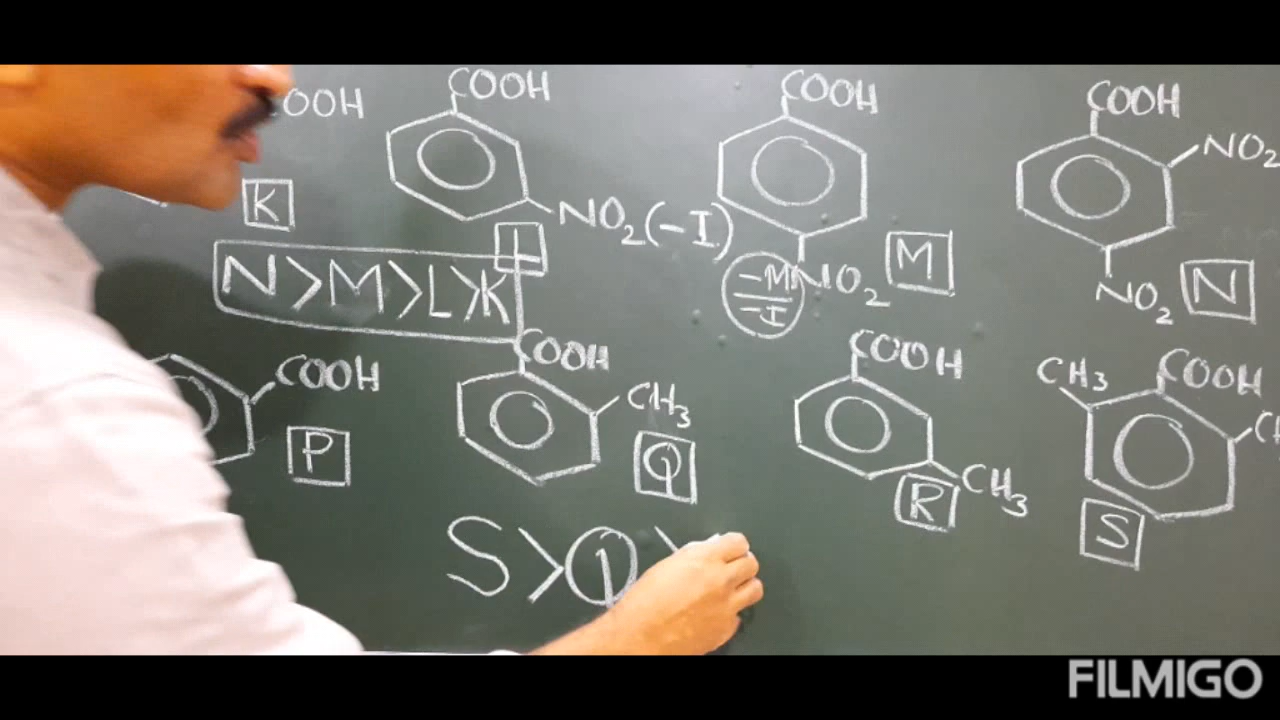 COOH
K
COOH
NO2 (-I)
L
COOH
-M
-I
NO2
M
COOH
NO2
NO2
N
N>M>L>K
COOH
P
COOH
CH3
Q
COOH
CH3
R
CH3
COOH
S
S>Q>
FILMIGO